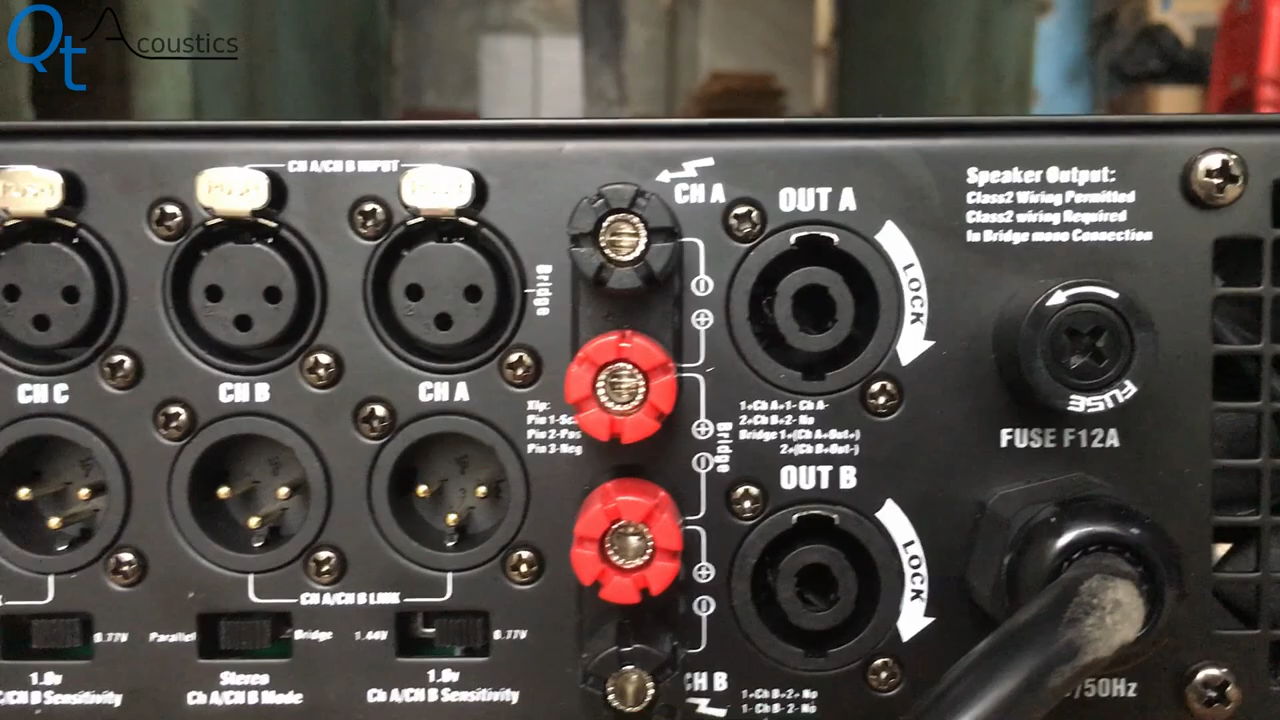 Qt Acoustics
CH A/CH B INPUT
CH A
OUT A
Speaker Output:
Class2 Wiring Permitted
Class2 wiring Required
In Bridge mono Connection
LOCK
Bridge
CH C
CH B
CH A
Xlp:
Pin 1-Sc
Pin 2-Pos
Pin 3-Neg
1+Ch A+1- Ch A-
2+Ch B+2- No
Bridge 1+(Ch A+Out+)
2+(Ch B+Out-)
Bridge
FUSE
FUSE F12A
OUT B
LOCK
CH A/CH B LINK
0.77V
Parallel
Bridge
1.44V
0.77V
1.0v
Stereo
1.0v
/CH B Sensitivity
Ch A/CH B Mode
Ch A/CH B Sensitivity
CH B
1+Ch B+2+ No
1- Ch B-2- No
/50Hz